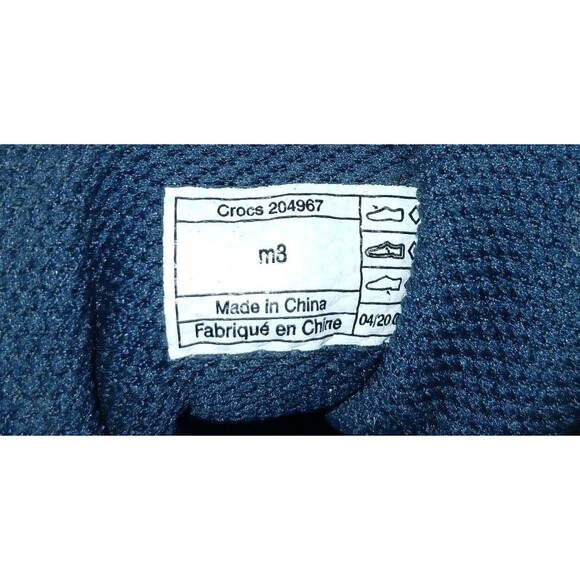 Crocs 204967
m3
Made in China
Fabriqué en Chine
04/20